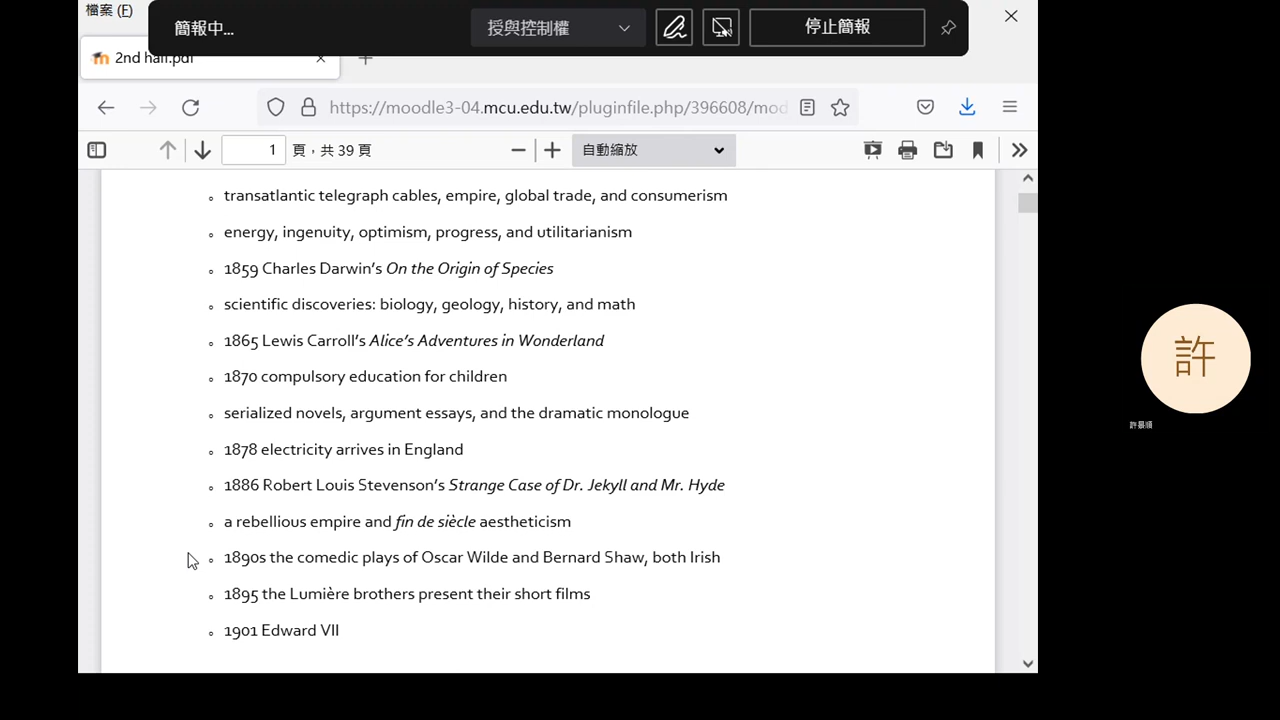 檔案 (F)
簡報中...
授與控制權
停止簡報
2nd half.pdf
https://moodle3-04.mcu.edu.tw/pluginfile.php/396608/mod
1 頁，共 39 頁
自動縮放
transatlantic telegraph cables, empire, global trade, and consumerism
energy, ingenuity, optimism, progress, and utilitarianism
1859 Charles Darwin's On the Origin of Species
scientific discoveries: biology, geology, history, and math
1865 Lewis Carroll's Alice's Adventures in Wonderland
1870 compulsory education for children
serialized novels, argument essays, and the dramatic monologue
1878 electricity arrives in England
1886 Robert Louis Stevenson's Strange Case of Dr. Jekyll and Mr. Hyde
a rebellious empire and fin de siècle aestheticism
1890s the comedic plays of Oscar Wilde and Bernard Shaw, both Irish
1895 the Lumière brothers present their short films
1901 Edward VII
許